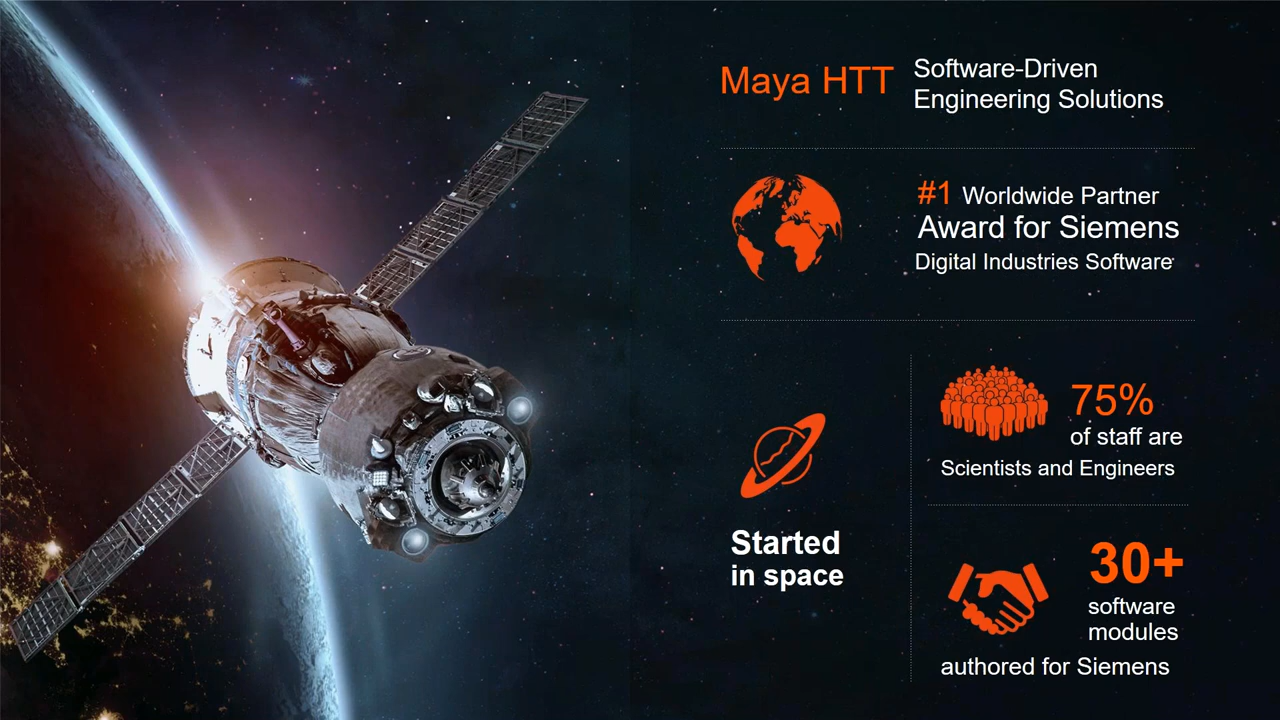 Maya HTT
Software-Driven
Engineering Solutions
#1 Worldwide Partner
Award for Siemens
Digital Industries Software
Started
in space
75%
of staff are
Scientists and Engineers
30+
software
modules
authored for Siemens